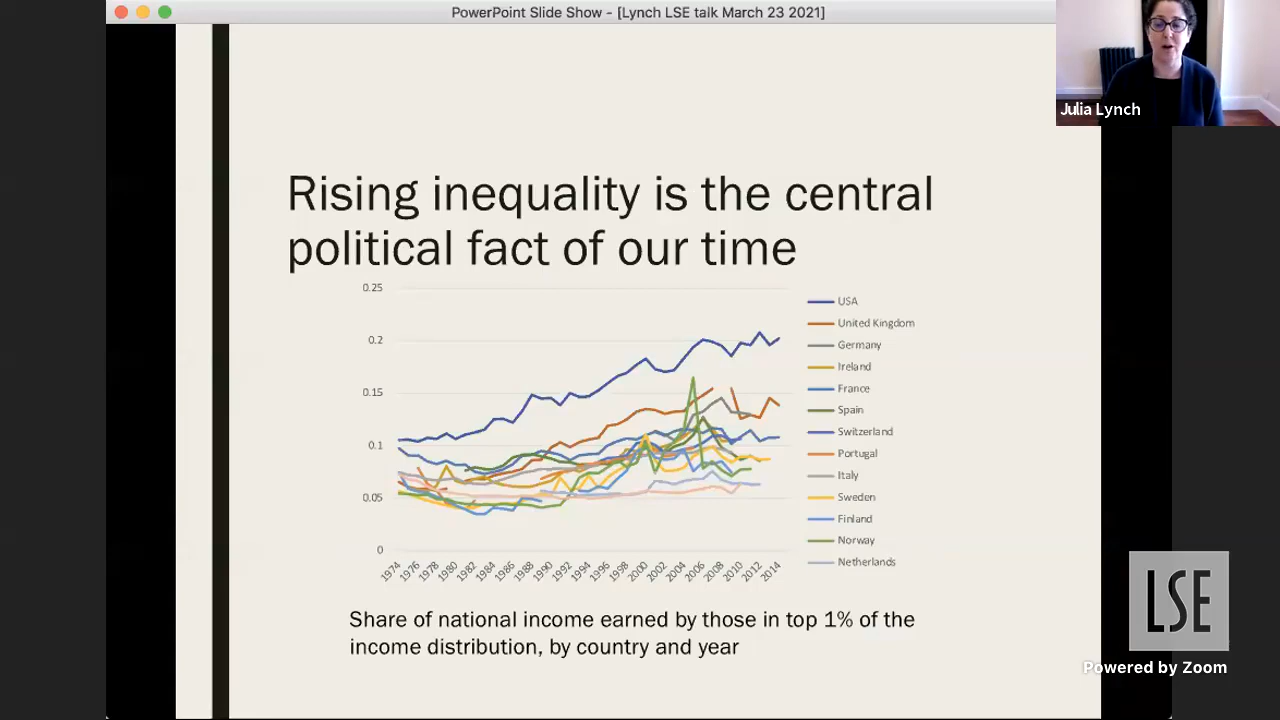 PowerPoint Slide Show - [Lynch LSE talk March 23 2021]
Julia Lynch
Rising inequality is the central
political fact of our time
0.25
0.2
0.15
0.1
0.05
0
1974
1976
1978
1980
1982
1984
1986
1988
1990
1992
1994
1996
1998
2000
2002
2004
2006
2008
2010
2012
2014
USA
United Kingdom
Germany
Ireland
France
Spain
Switzerland
Portugal
Italy
Sweden
Finland
Norway
Netherlands
Share of national income earned by those in top 1% of the
income distribution, by country and year
LSE
Powered by Zoom